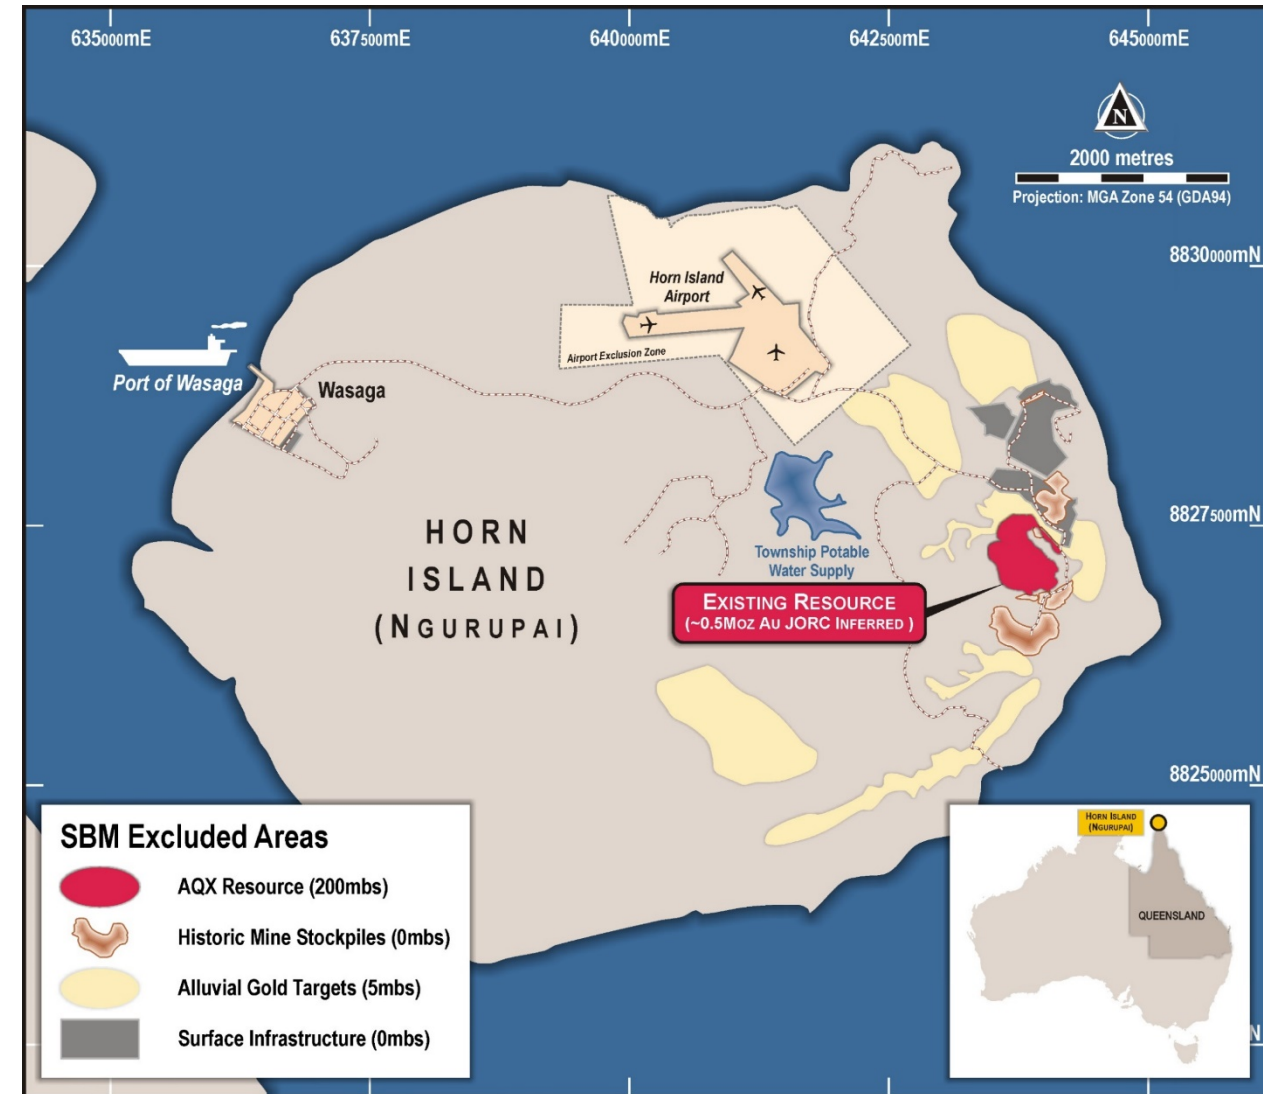 635000mE
637500mE
640000mE
642500mE
645000mE
N
2000 metres
Projection: MGA Zone 54 (GDA94)
8830000mN
Horn Island
Airport
Airport Exclusion Zone
Port of Wasaga
Wasaga
8827500mN
HORN
ISLAND
(NGURUPAI)
Township Potable
Water Supply
EXISTING RESOURCE
(~0.5MOZ AU JORC INFERRED )
8825000mN
SBM Excluded Areas
AQX Resource (200mbs)
Historic Mine Stockpiles (0mbs)
Alluvial Gold Targets (5mbs)
Surface Infrastructure (0mbs)
HORN ISLAND
(NGURUPAI)
QUEENSLAND
N